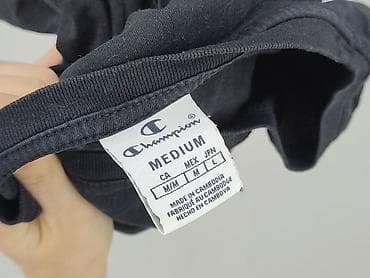 Champion
MEDIUM
CA MEX JPN
M/M M L
MADE IN CAMBODIA
FABRIQUÉ AU CAMBODGE
HECHO EN CAMBOYA